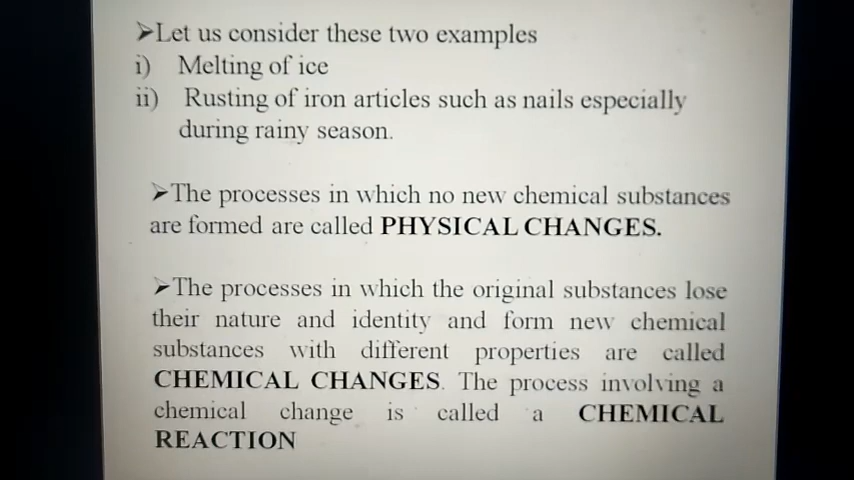 ➢Let us consider these two examples
i) Melting of ice
ii) Rusting of iron articles such as nails especially
during rainy season.
➢The processes in which no new chemical substances
are formed are called PHYSICAL CHANGES.
➢The processes in which the original substances lose
their nature and identity and form new chemical
substances with different properties are called
CHEMICAL CHANGES. The process involving a
chemical change is called a CHEMICAL
REACTION